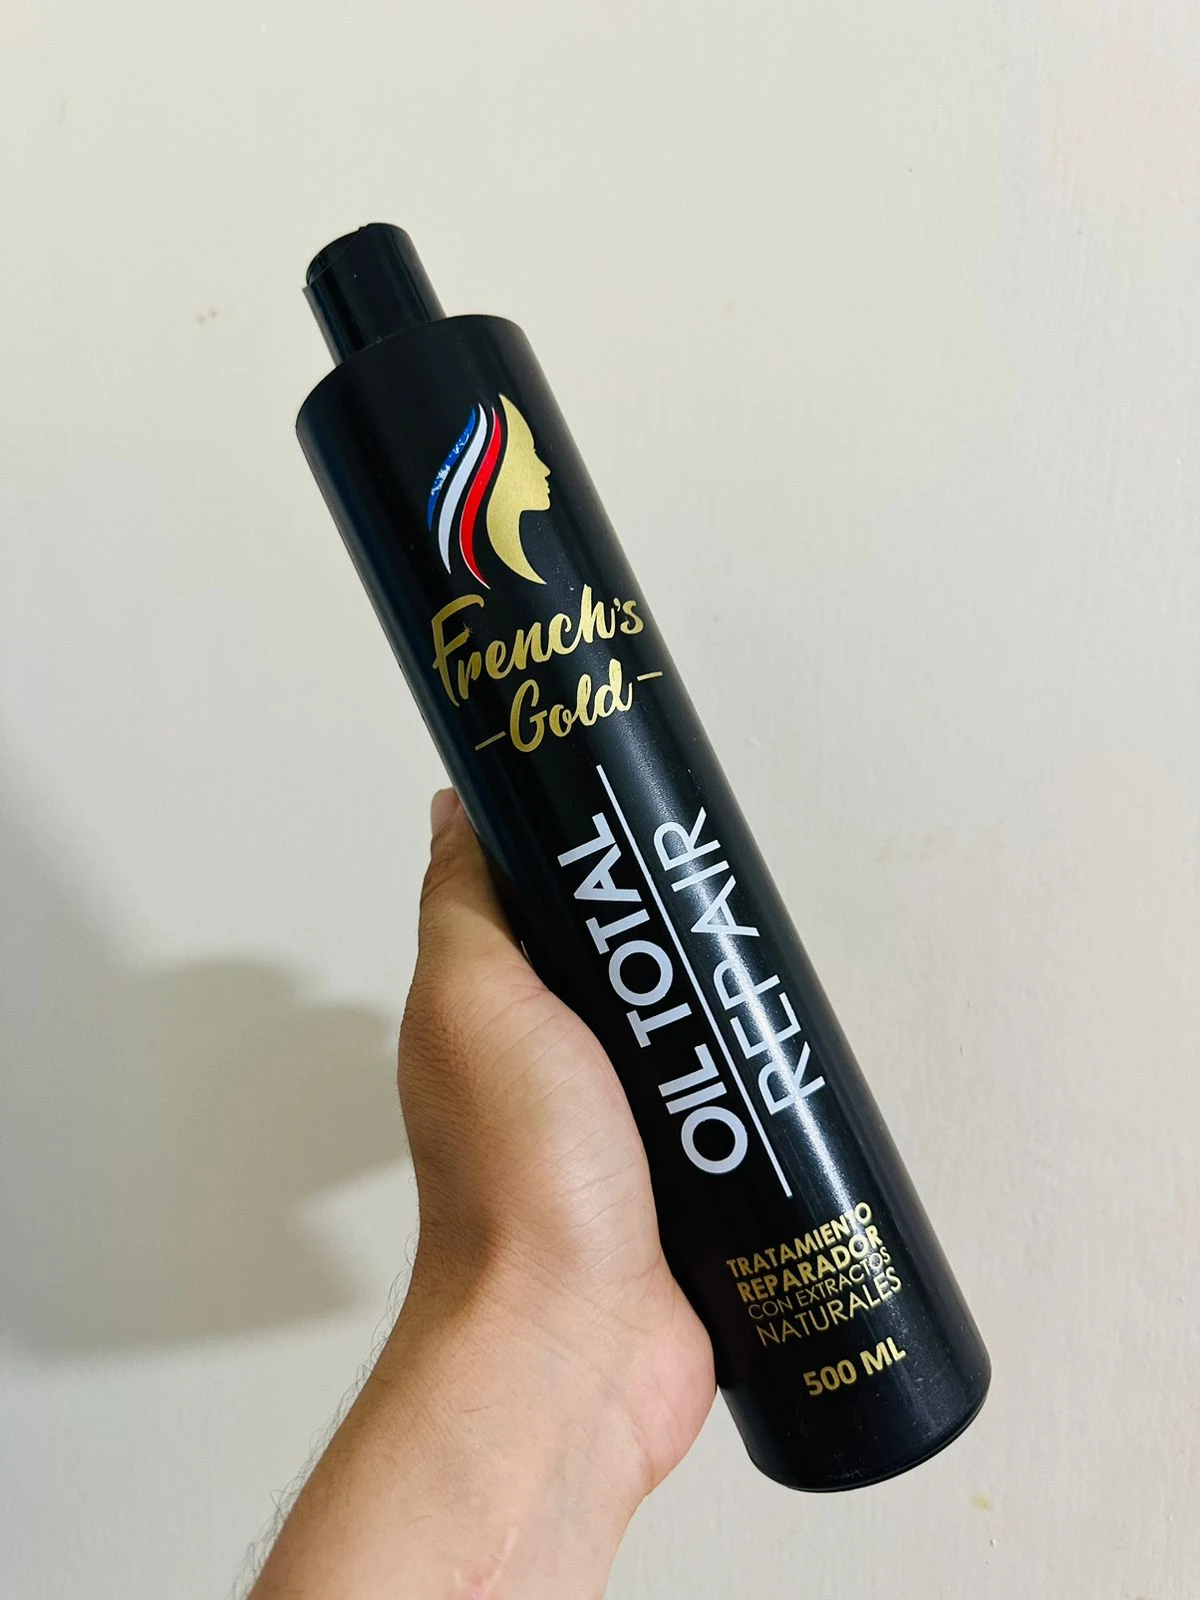 French's
Gold
OIL TOTAL
REPAIR
TRATAMIENTO
REPARADOR
CON EXTRACTOS
NATURALES
500 ML